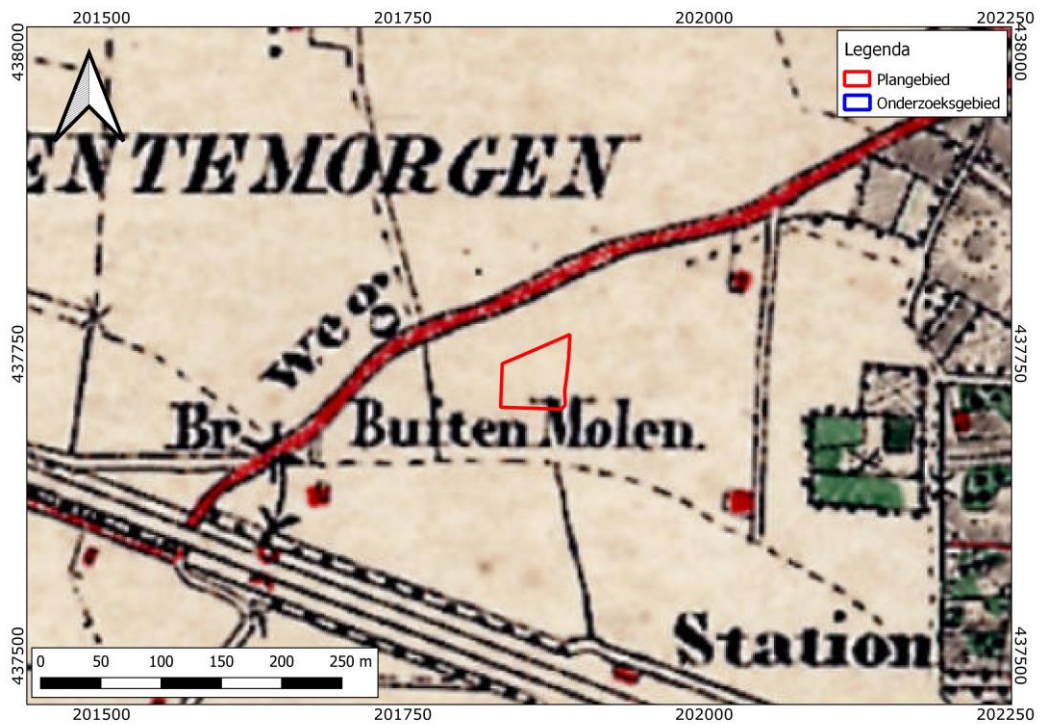 201500 201750 202000 202250
438000 438000
Legenda
Plangebied
Onderzoeksgebied
ENTEMORGEN
weg
437750 437750
Br. Buiten Molen.
Station
437500 437500
0 50 100 150 200 250 m
201500 201750 202000 202250